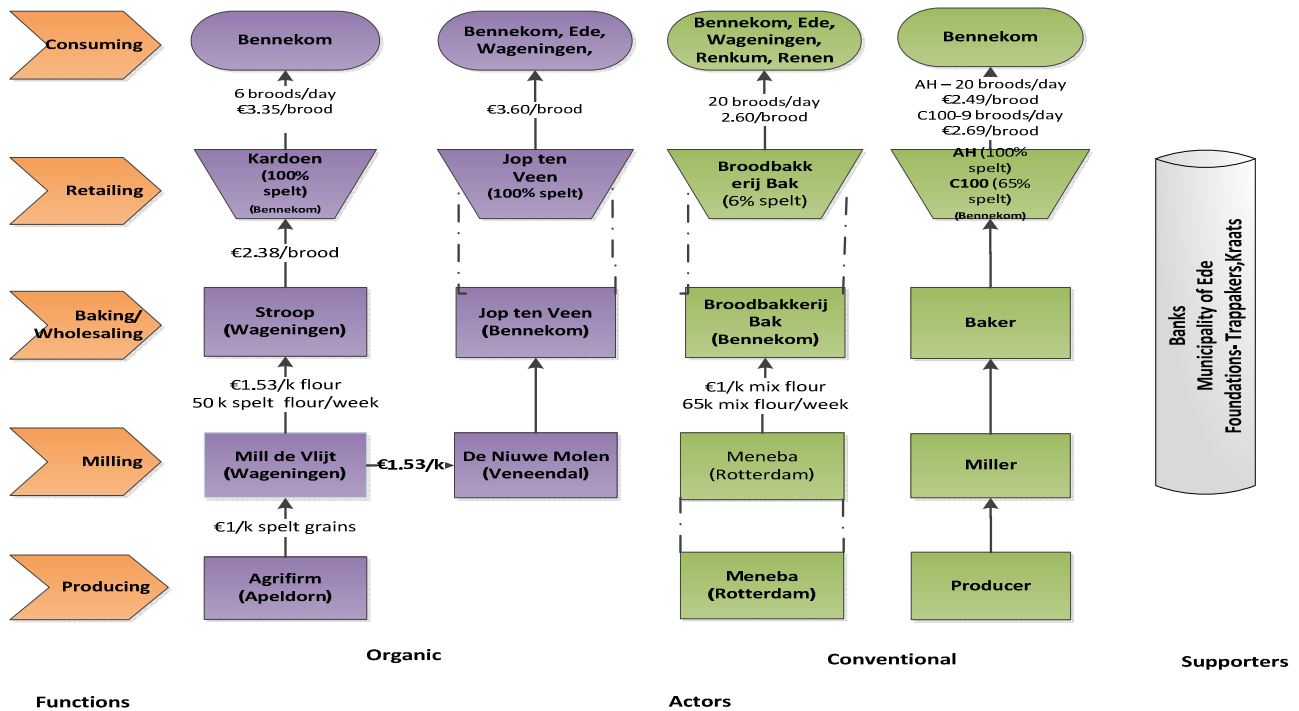 Consuming
Bennekom
Bennekom, Ede,
Wageningen,
Bennekom, Ede,
Wageningen,
Renkum, Renen
Bennekom
6 broods/day
€3.35/brood
€3.60/brood
20 broods/day
2.60/brood
AH – 20 broods/day
€2.49/brood
C100-9 broods/day
€2.69/brood
Retailing
Kardoen
(100%
spelt)
(Bennekom)
Jop ten
Veen
(100% spelt)
Broodbakk
erij Bak
(6% spelt)
AH (100%
spelt)
C100 (65%
spelt)
(Bennekom)
€2.38/brood
Baking/
Wholesaling
Stroop
(Wageningen)
Jop ten Veen
(Bennekom)
Broodbakkerij
Bak
(Bennekom)
Baker
€1.53/k flour
50 k spelt flour/week
€1/k mix flour
65k mix flour/week
Milling
Mill de Vlijt
(Wageningen)
€1.53/k
De Niuwe Molen
(Veneendal)
Meneba
(Rotterdam)
Miller
€1/k spelt grains
Producing
Agrifirm
(Apeldorn)
Meneba
(Rotterdam)
Producer
Banks
Municipality of Ede
Foundations- Trappakers,Kraats
Organic
Conventional
Supporters
Functions
Actors